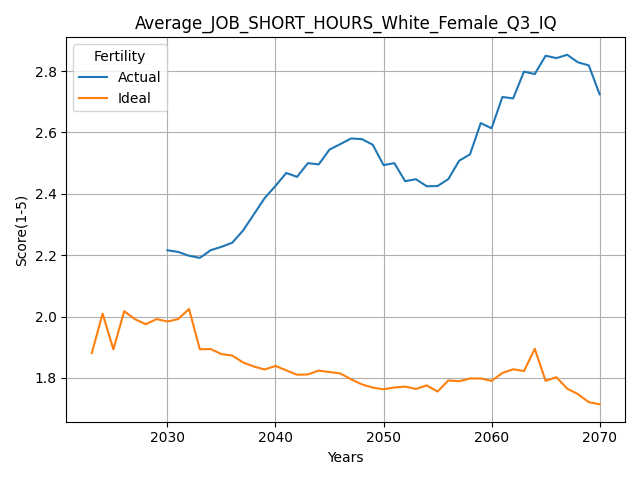 Average_JOB_SHORT_HOURS_White_Female_Q3_IQ
Fertility
Actual
Ideal
Score(1-5)
2.8
2.6
2.4
2.2
2.0
1.8
2030 2040 2050 2060 2070
Years